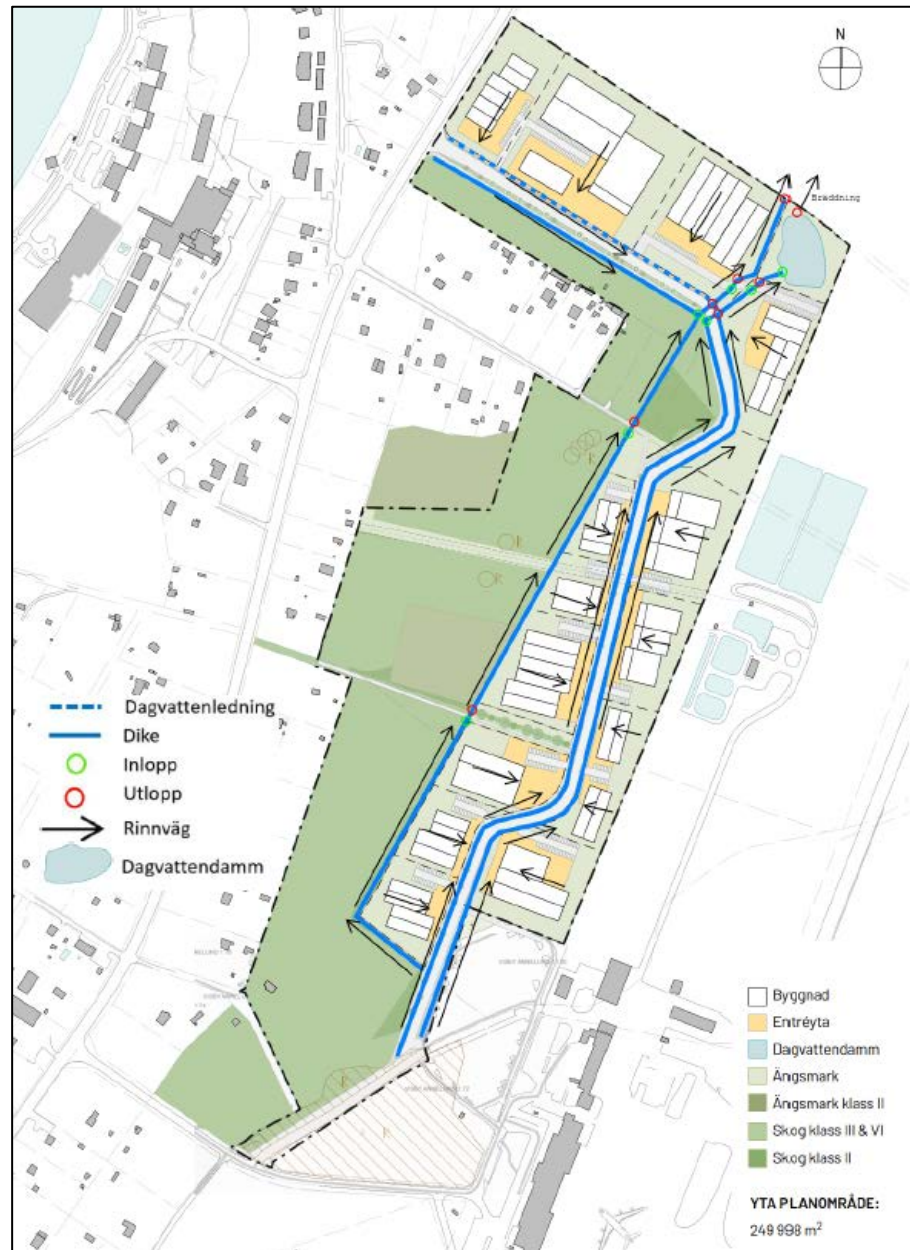 N
Bräddning
R
R
R
Dagvattenledning
Dike
Inlopp
Utlopp
Rinnväg
Dagvattendamm
R
R
Byggnad
Entréyta
Dagvattendamm
Ängsmark
Ängsmark klass II
Skog klass III & VI
Skog klass II
YTA PLANOMRÅDE:
249 998 m²